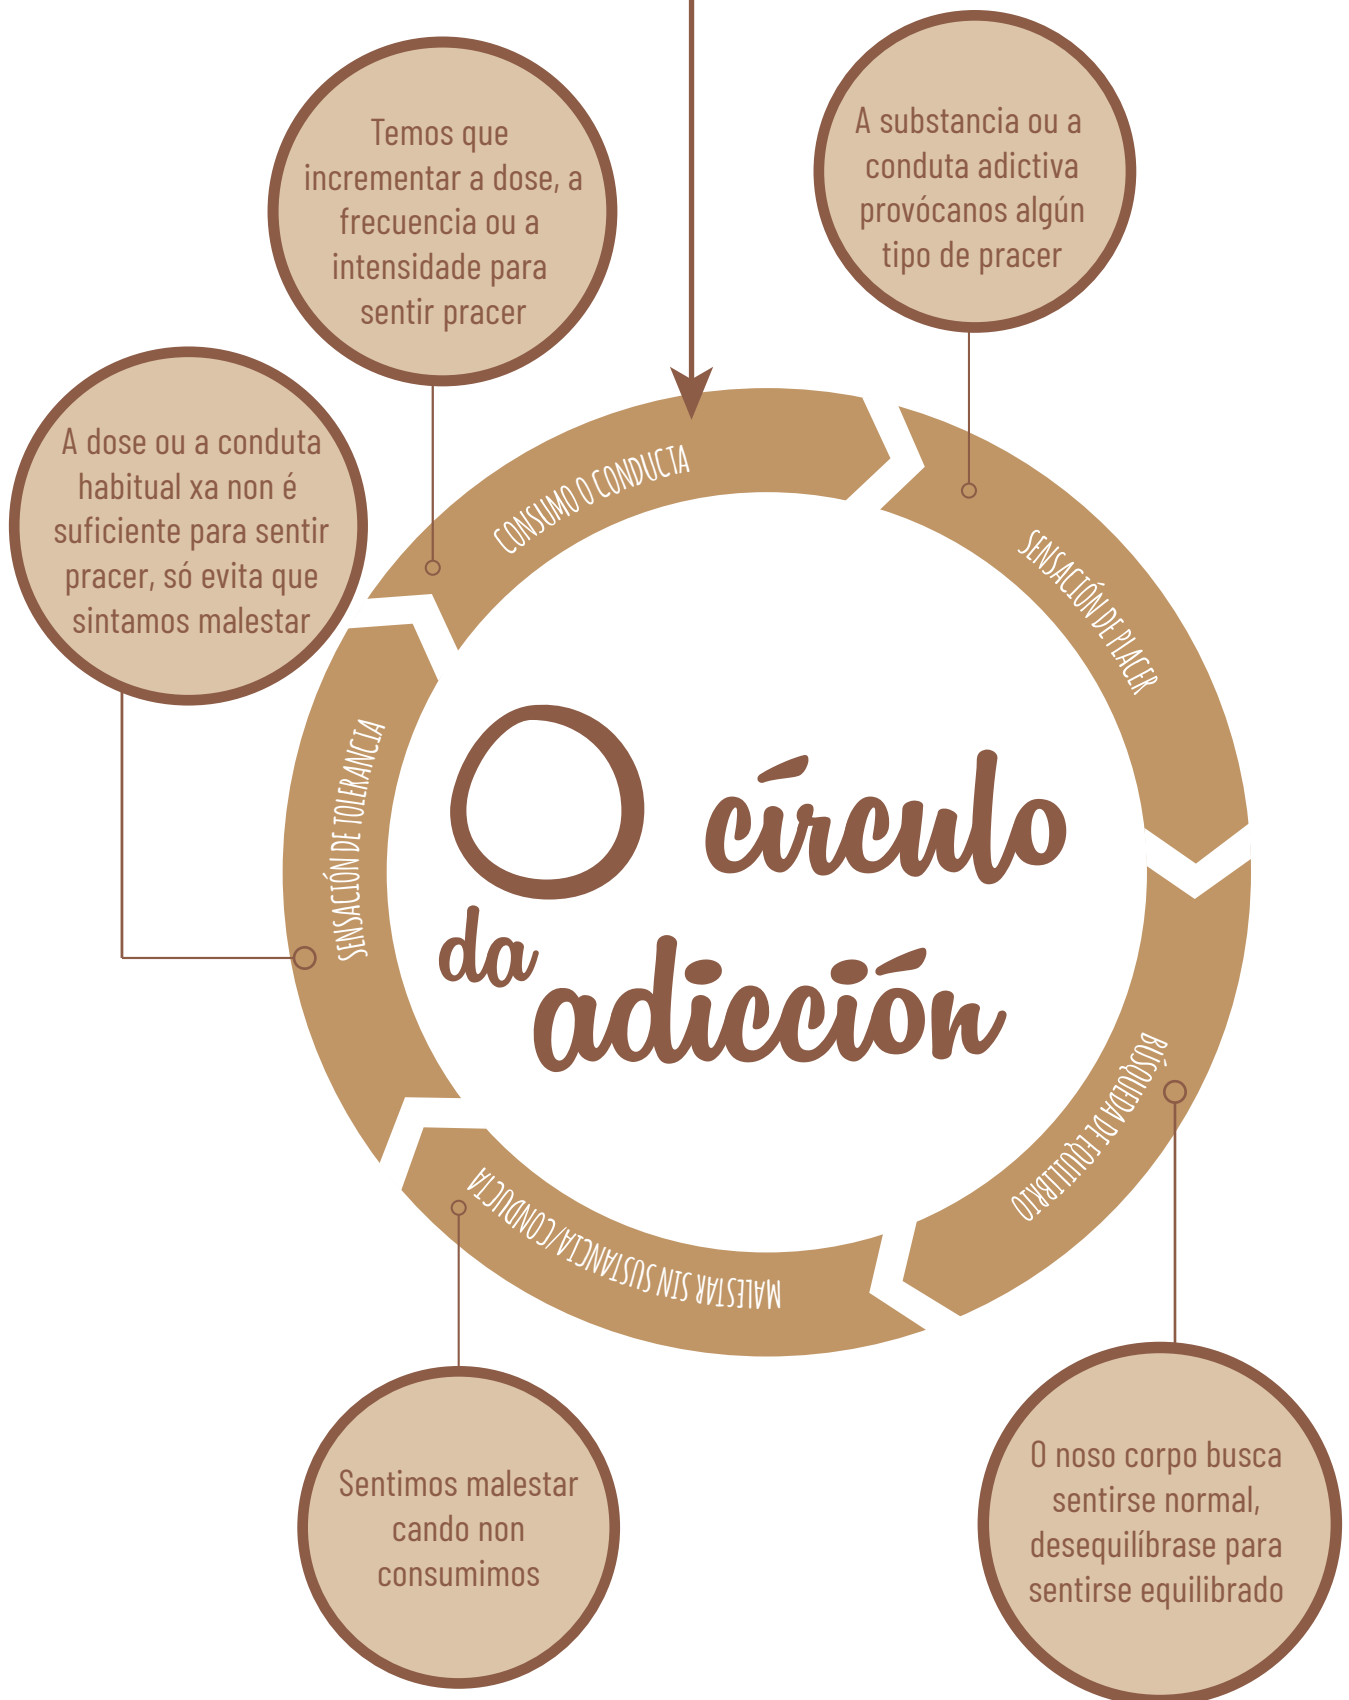 Temos que
incrementar a dose, a
frecuencia ou a
intensidade para
sentir pracer
A substancia ou a
conduta adictiva
provócanos algún
tipo de pracer
A dose ou a conduta
habitual xa non é
suficiente para sentir
pracer, só evita que
sintamos malestar
CONSUMO O CONDUCTA
SENSACIÓN DE PLACER
BÚSQUEDA DE EQUILIBRIO
MALESTAR SIN SUSTANCIA/CONDUCTA
SENSACIÓN DE TOLERANCIA
O círculo
da adicción
Sentimos malestar
cando non
consumimos
O noso corpo busca
sentirse normal,
desequilíbrase para
sentirse equilibrado